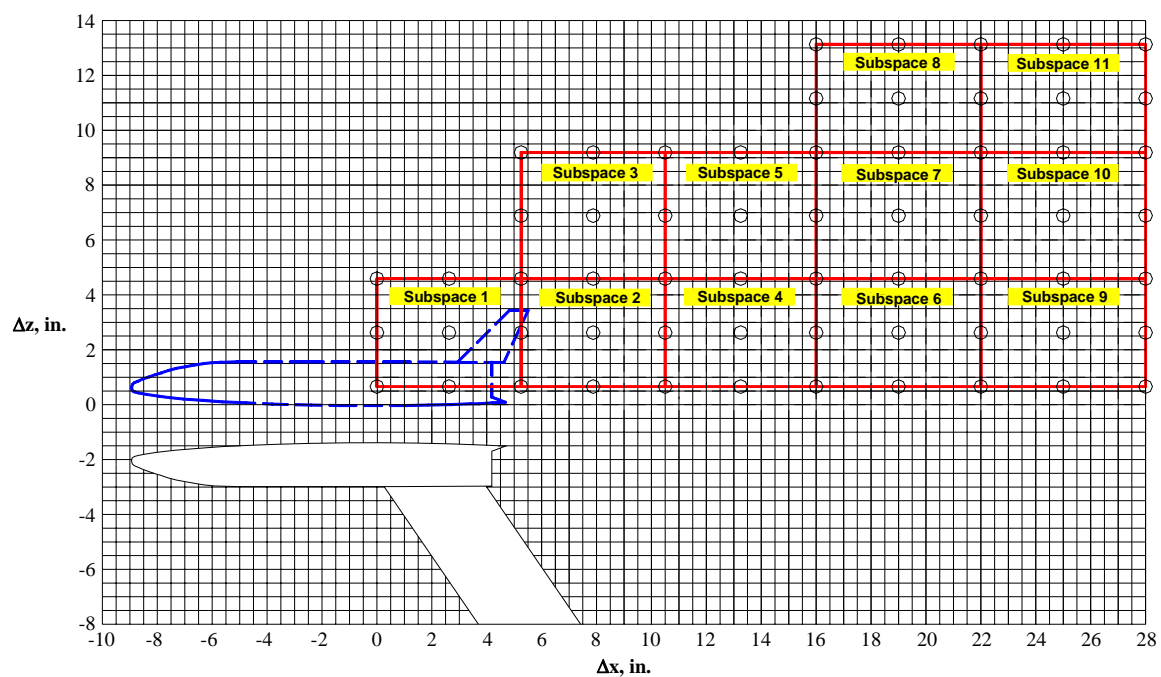 14
12
10
8
6
4
2
0
-2
-4
-6
-8
Δz, in.
Subspace 8
Subspace 11
Subspace 3
Subspace 5
Subspace 7
Subspace 10
Subspace 1
Subspace 2
Subspace 4
Subspace 6
Subspace 9
-10 -8 -6 -4 -2 0 2 4 6 8 10 12 14 16 18 20 22 24 26 28
Δx, in.